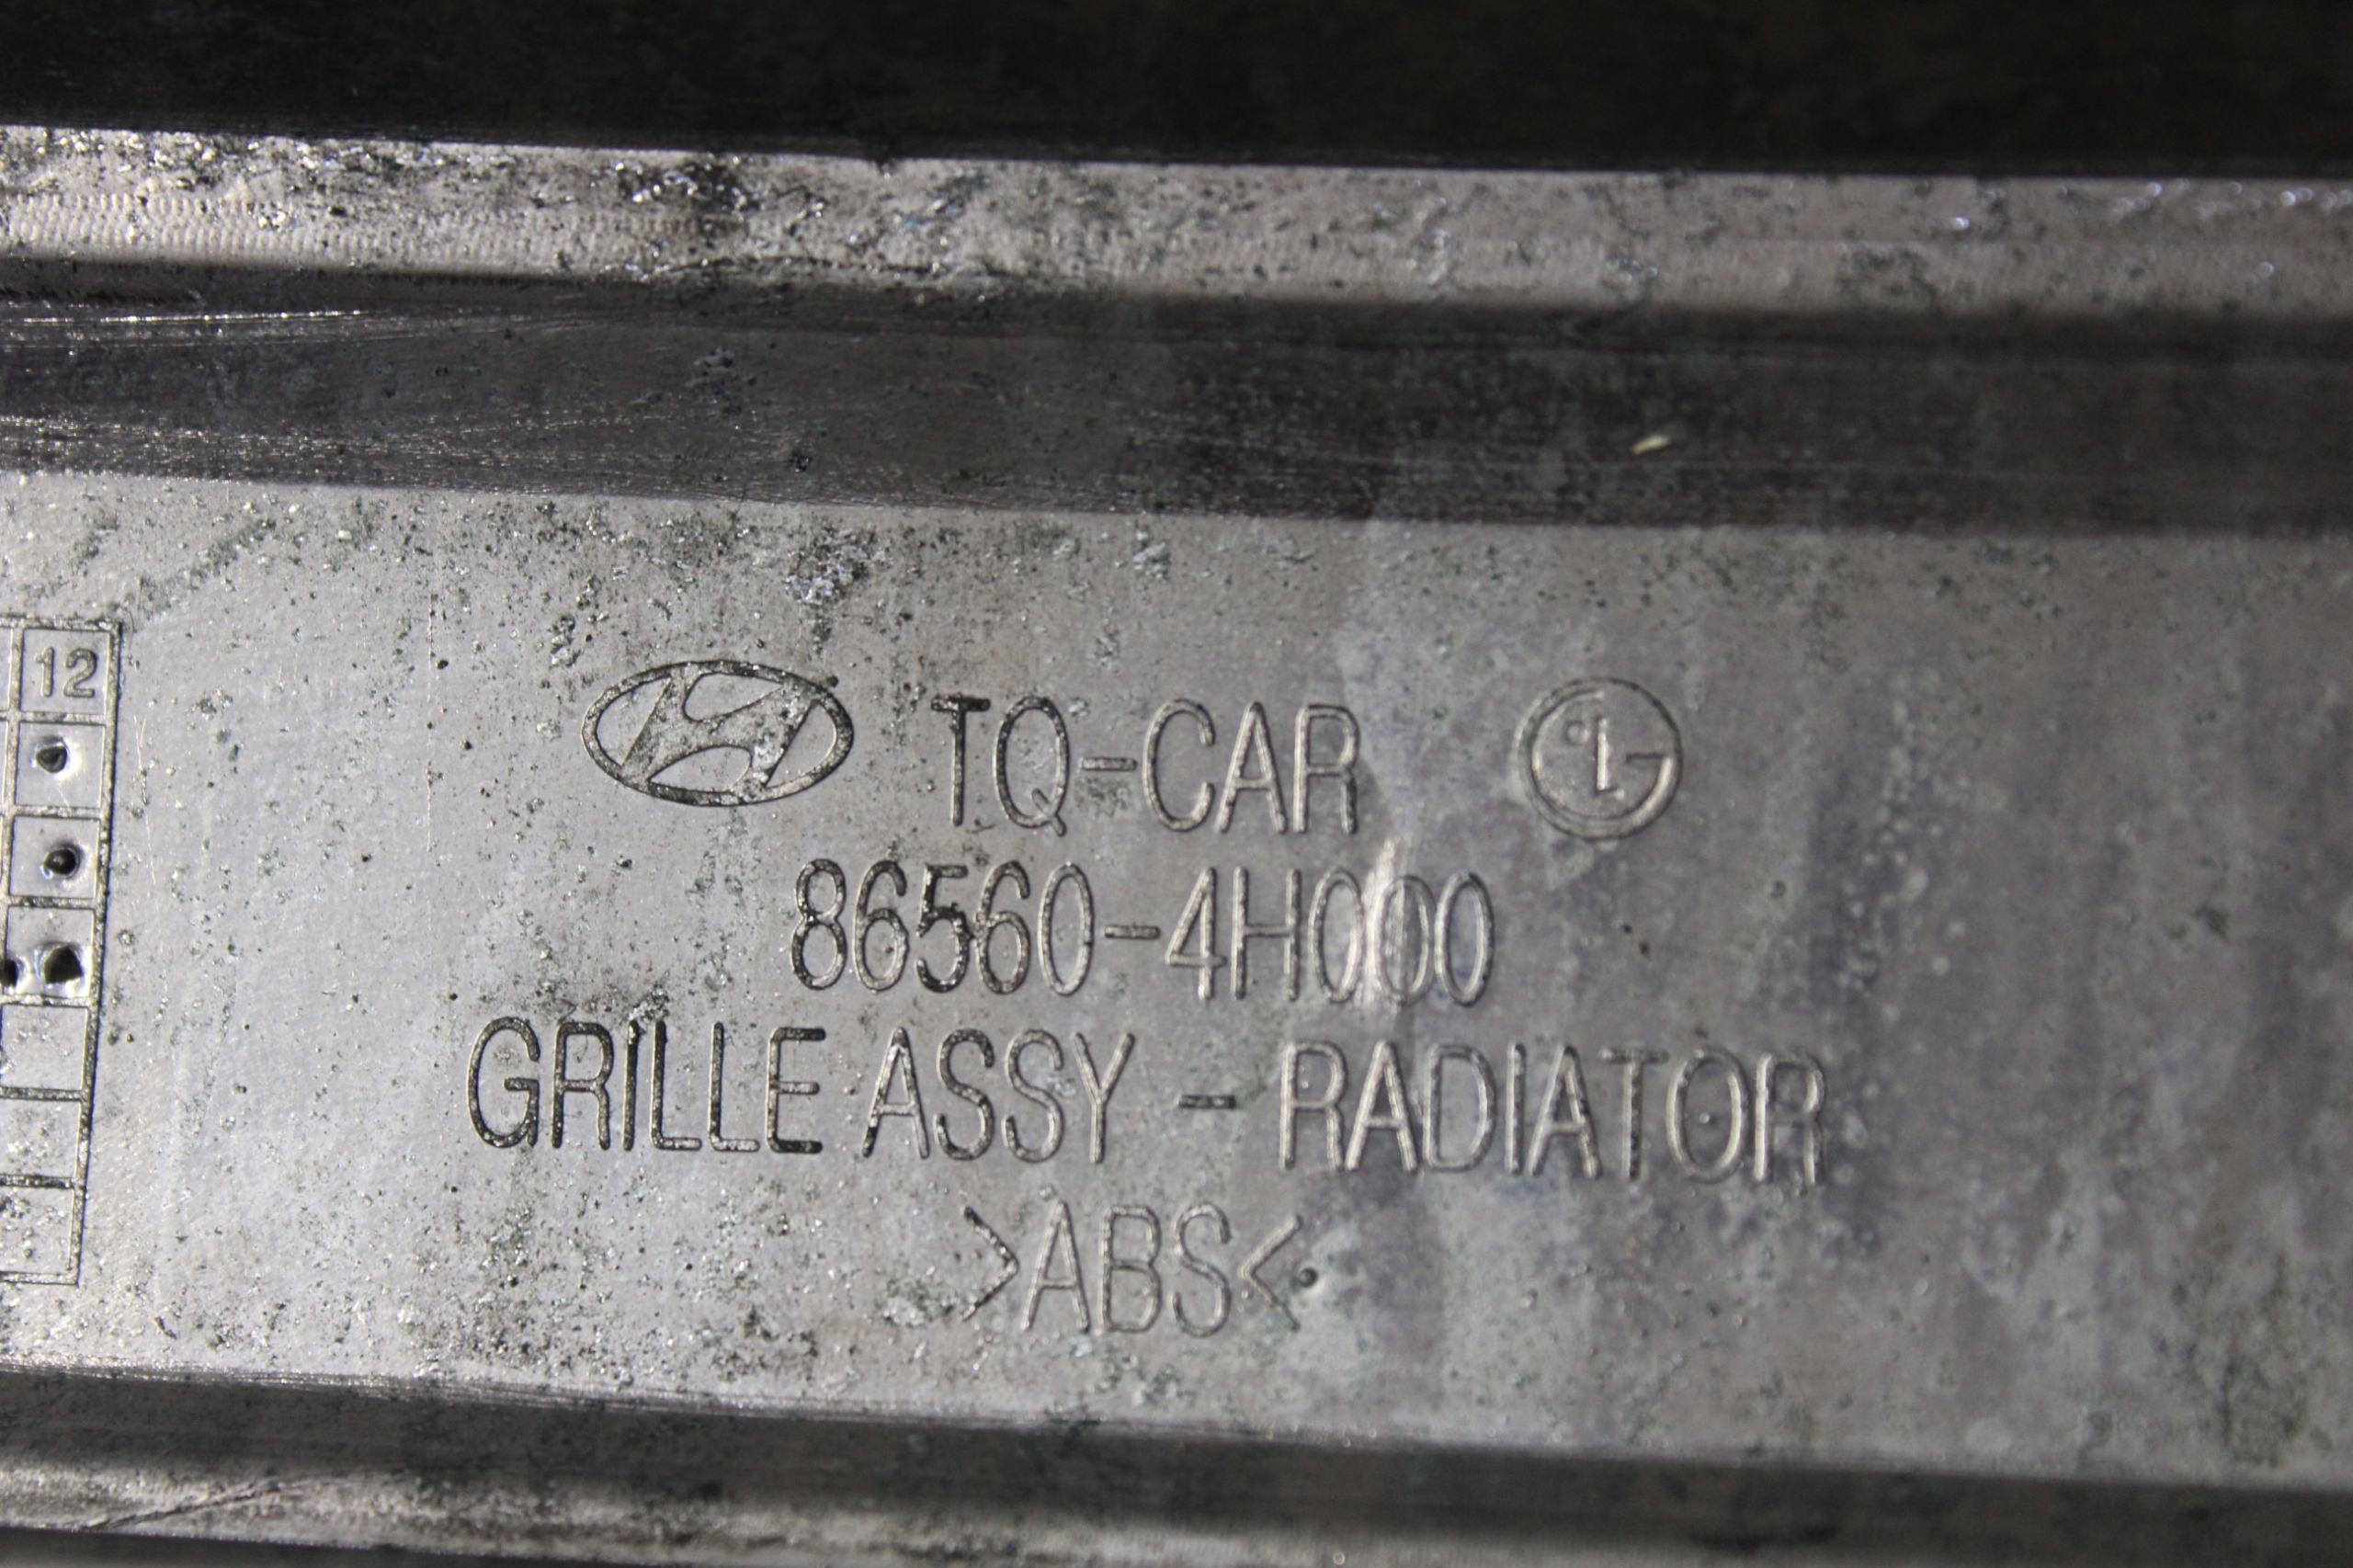 12
TQ-CAR
86560-4H000
GRILLE ASSY - RADIATOR
>ABS<